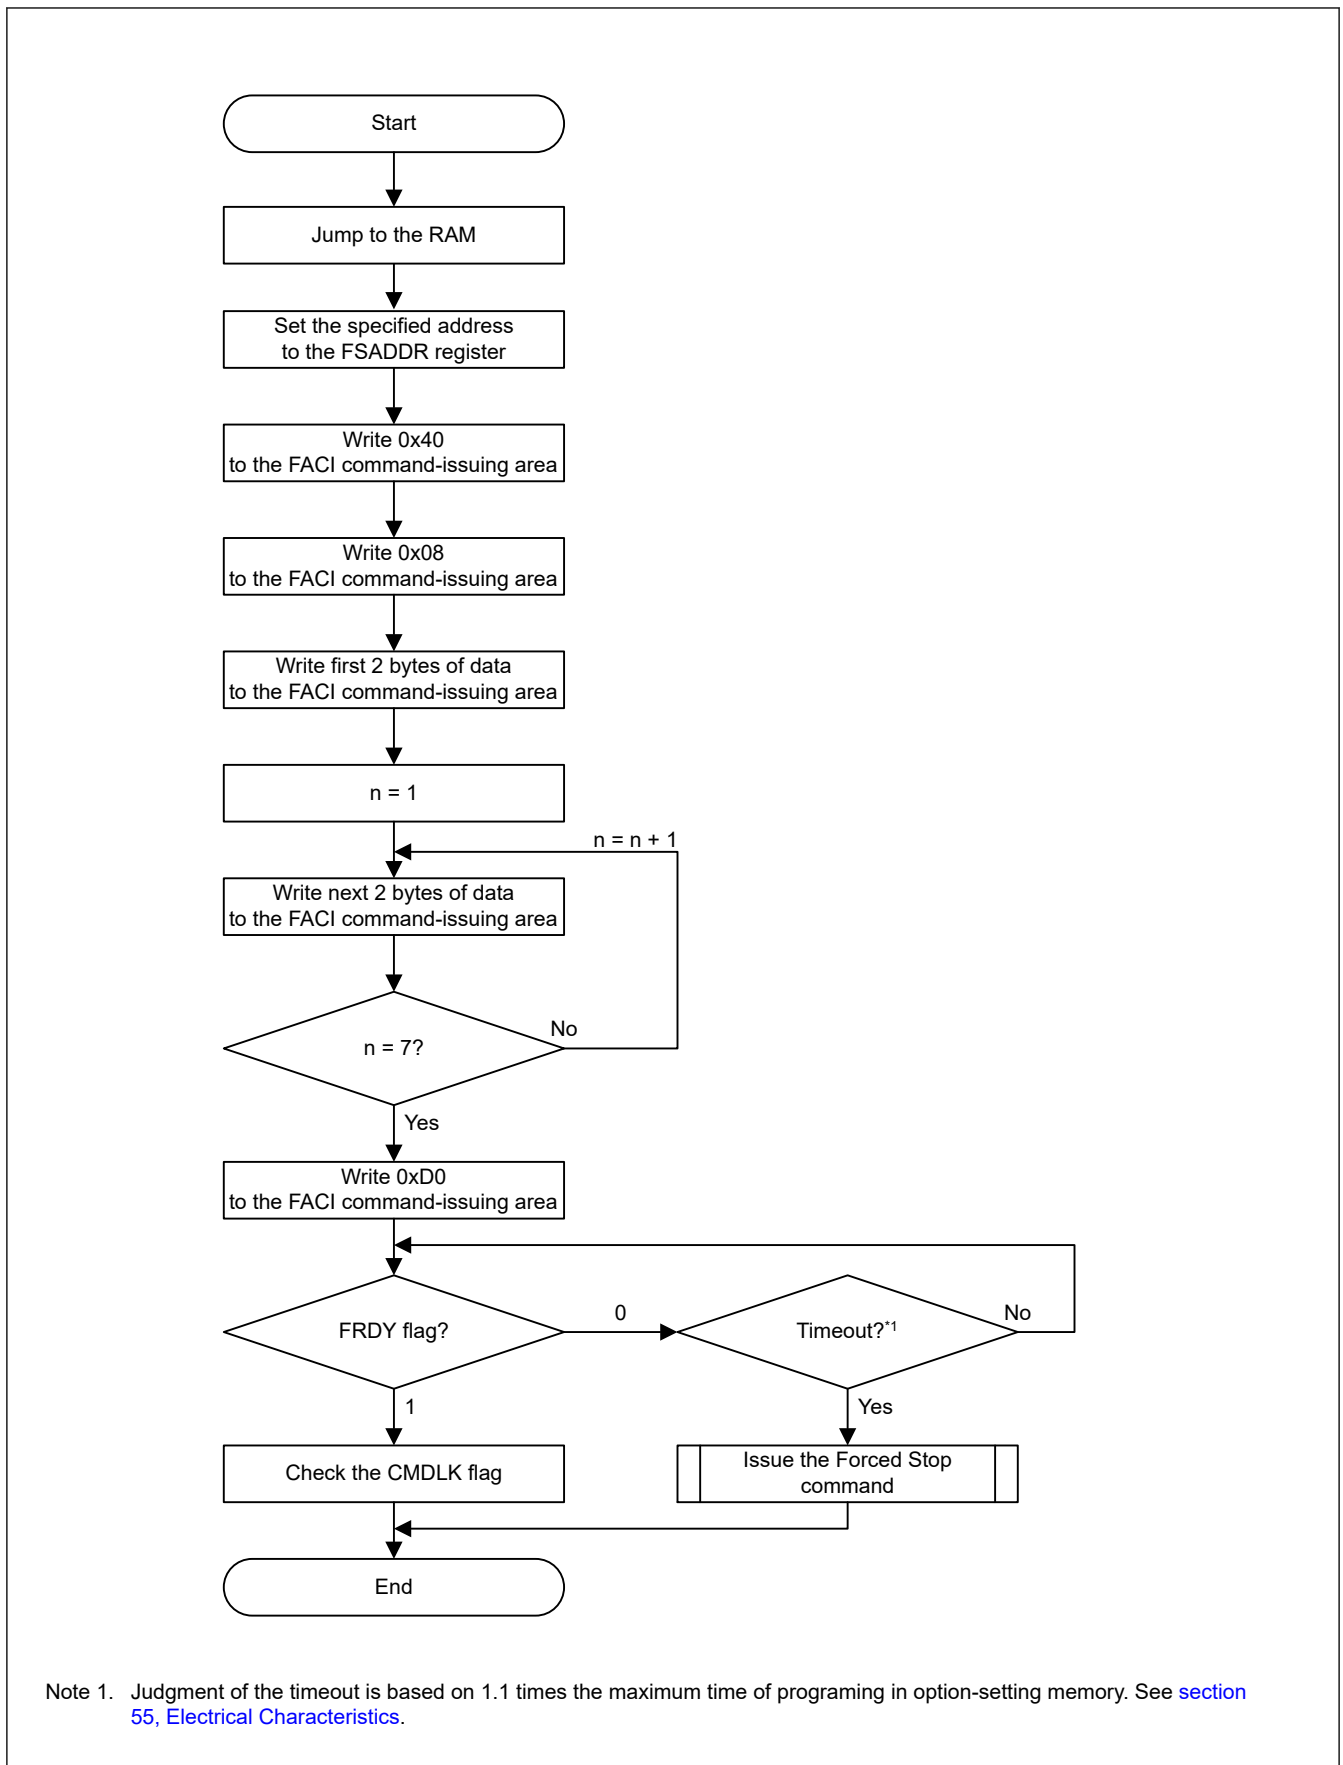 Start
Jump to the RAM
Set the specified address
to the FSADDR register
Write 0x40
to the FACI command-issuing area
Write 0x08
to the FACI command-issuing area
Write first 2 bytes of data
to the FACI command-issuing area
n = 1
n = n + 1
Write next 2 bytes of data
to the FACI command-issuing area
No
n = 7?
Yes
Write 0xD0
to the FACI command-issuing area
FRDY flag?
0
Timeout?*1
No
1
Yes
Check the CMDLK flag
Issue the Forced Stop
command
End
Note 1. Judgment of the timeout is based on 1.1 times the maximum time of programing in option-setting memory. See section
55, Electrical Characteristics.